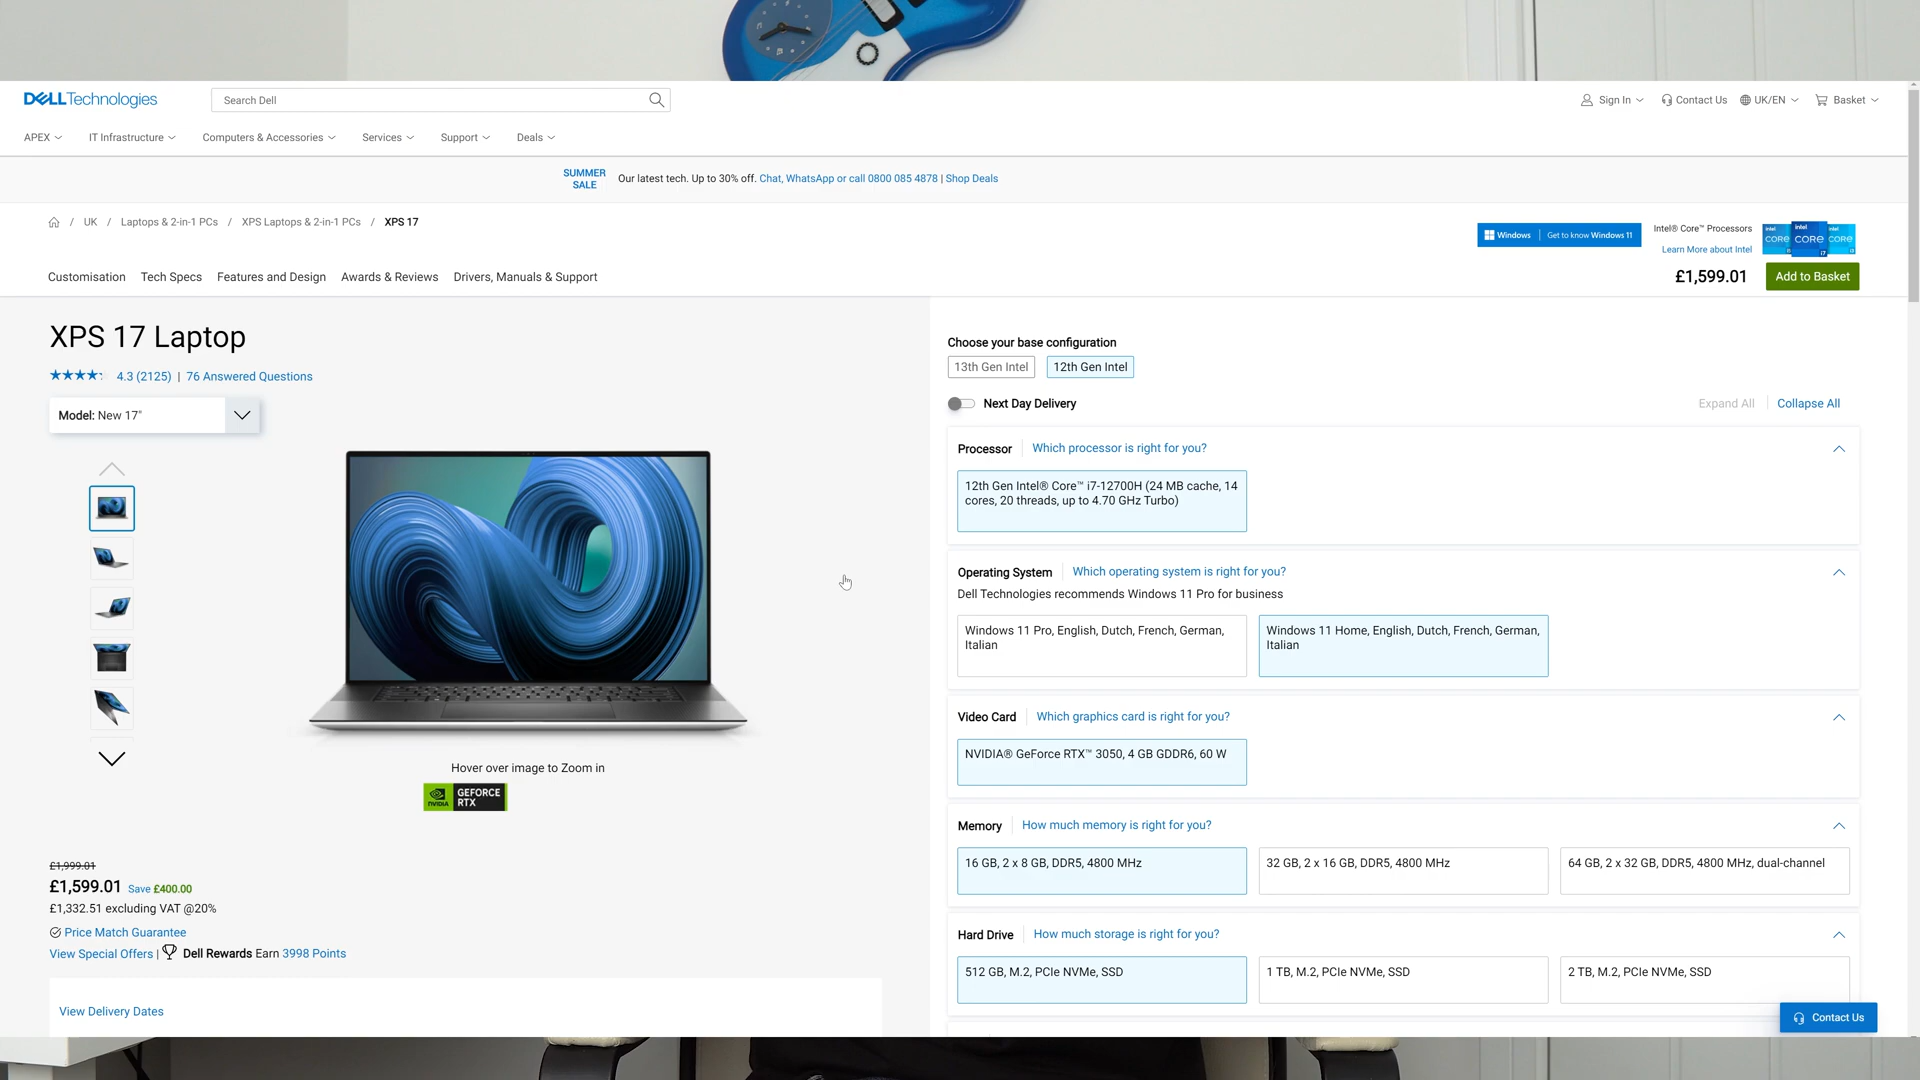 DELLTechnologies
Search Dell
Sign In
Contact Us
UK/EN
Basket
APEX
IT Infrastructure
Computers & Accessories
Services
Support
Deals
SUMMER
SALE
Our latest tech. Up to 30% off. Chat, WhatsApp or call 0800 085 4878 | Shop Deals
/ UK / Laptops & 2-in-1 PCs / XPS Laptops & 2-in-1 PCs / XPS 17
Windows | Get to know Windows 11
Intel® Core™ Processors
Learn More about Intel
intel
CORE
intel
CORE
i7
intel
CORE
Customisation
Tech Specs
Features and Design
Awards & Reviews
Drivers, Manuals & Support
£1,599.01
Add to Basket
XPS 17 Laptop
4.3 (2125) | 76 Answered Questions
Model: New 17"
Hover over image to Zoom in
NVIDIA
GEFORCE
RTX
£1,999.01
£1,599.01 Save £400.00
£1,332.51 excluding VAT @20%
Price Match Guarantee
View Special Offers | Dell Rewards Earn 3998 Points
View Delivery Dates
Choose your base configuration
13th Gen Intel
12th Gen Intel
Next Day Delivery
Expand All
Collapse All
Processor
Which processor is right for you?
12th Gen Intel® Core™ i7-12700H (24 MB cache, 14
cores, 20 threads, up to 4.70 GHz Turbo)
Operating System
Which operating system is right for you?
Dell Technologies recommends Windows 11 Pro for business
Windows 11 Pro, English, Dutch, French, German,
Italian
Windows 11 Home, English, Dutch, French, German,
Italian
Video Card
Which graphics card is right for you?
NVIDIA® GeForce RTX™ 3050, 4 GB GDDR6, 60 W
Memory
How much memory is right for you?
16 GB, 2 x 8 GB, DDR5, 4800 MHz
32 GB, 2 x 16 GB, DDR5, 4800 MHz
64 GB, 2 x 32 GB, DDR5, 4800 MHz, dual-channel
Hard Drive
How much storage is right for you?
512 GB, M.2, PCIe NVMe, SSD
1 TB, M.2, PCIe NVMe, SSD
2 TB, M.2, PCIe NVMe, SSD
Contact Us